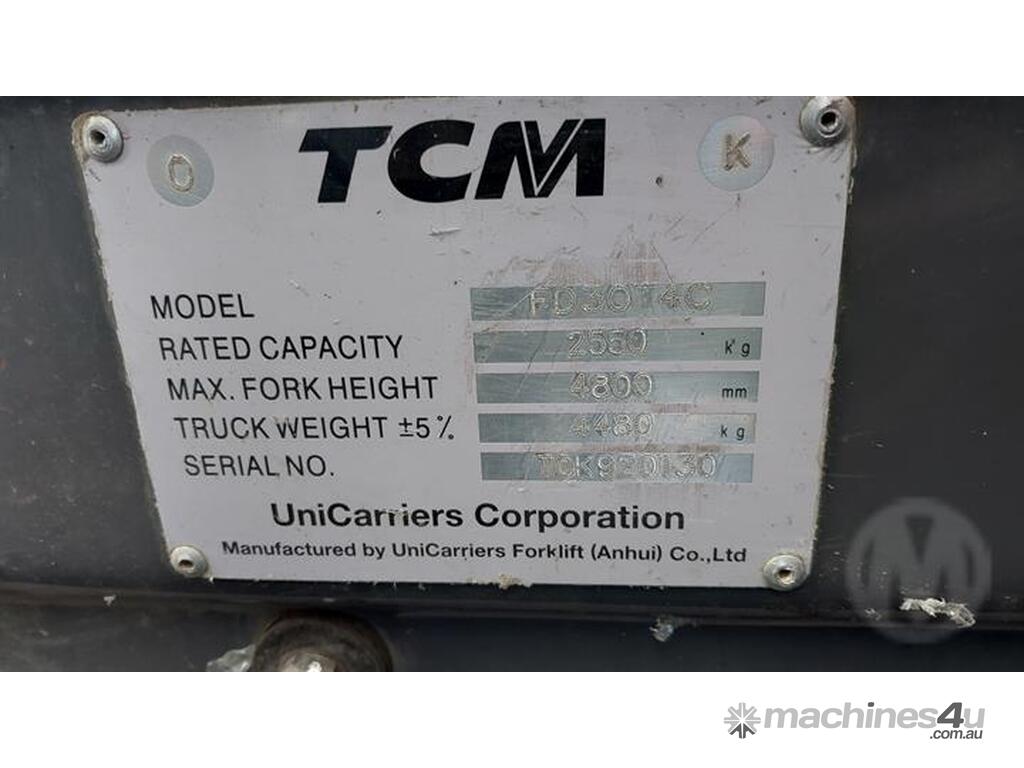 O TCM K
MODEL FD30T4C
RATED CAPACITY 2560 kg
MAX. FORK HEIGHT 4800 mm
TRUCK WEIGHT ±5% 4480 kg
SERIAL NO.
UniCarriers Corporation
Manufactured by UniCarriers Forklift (Anhui) Co.,Ltd
M
machines4u
.com.au